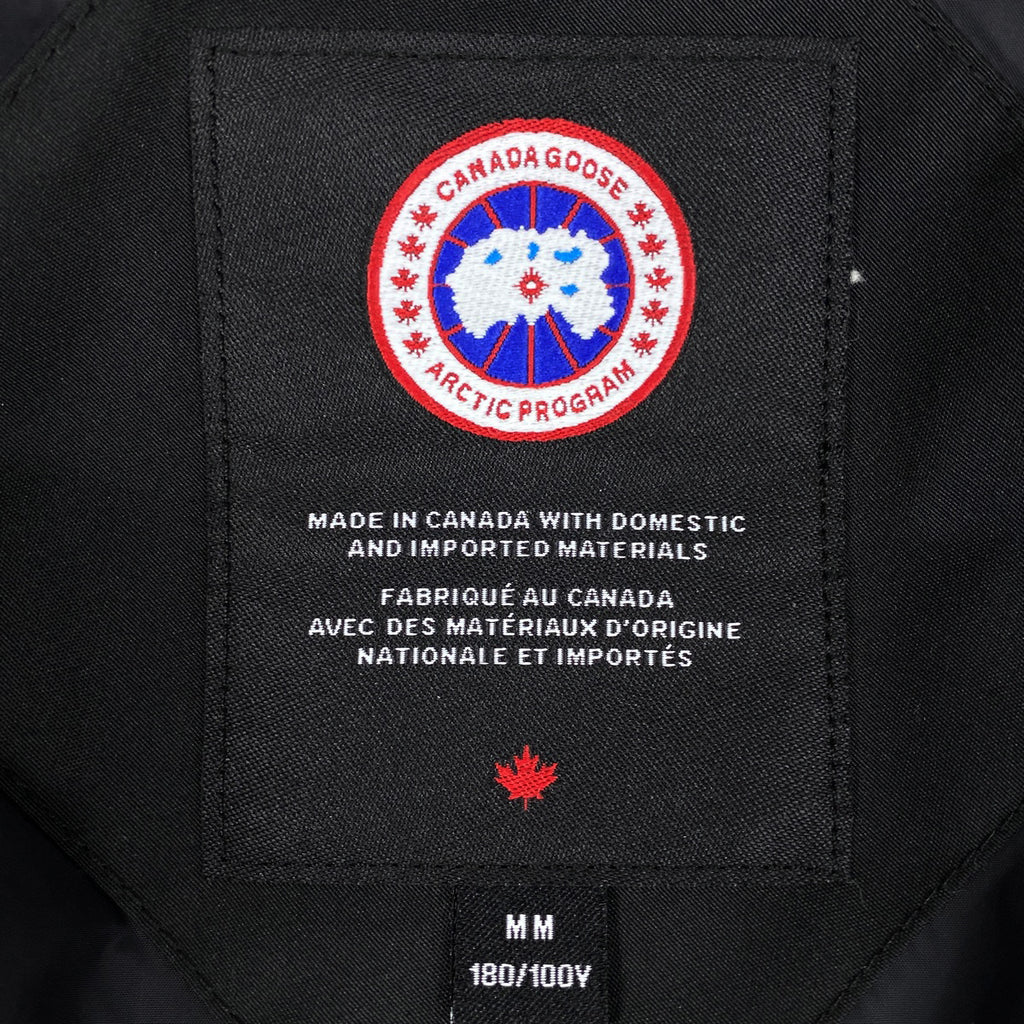 CANADA GOOSE
ARCTIC PROGRAM
MADE IN CANADA WITH DOMESTIC
AND IMPORTED MATERIALS
FABRIQUÉ AU CANADA
AVEC DES MATÉRIAUX D'ORIGINE
NATIONALE ET IMPORTÉS
MM
180/100Y